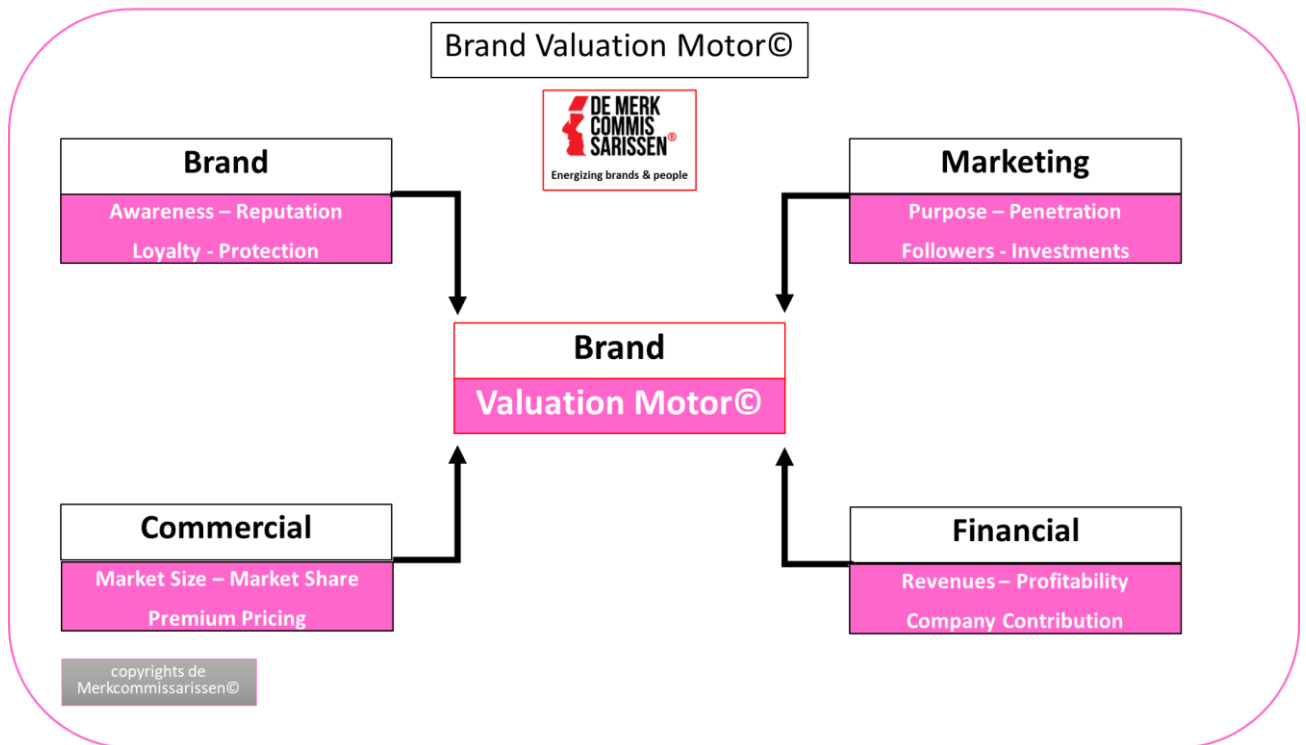 Brand Valuation Motor©
DE MERK
COMMIS
SARISSEN®
Energizing brands & people
Brand
Awareness – Reputation
Loyalty - Protection
Marketing
Purpose – Penetration
Followers - Investments
Brand
Valuation Motor©
Commercial
Market Size – Market Share
Premium Pricing
Financial
Revenues – Profitability
Company Contribution
copyrights de
Merkcommissarissen©